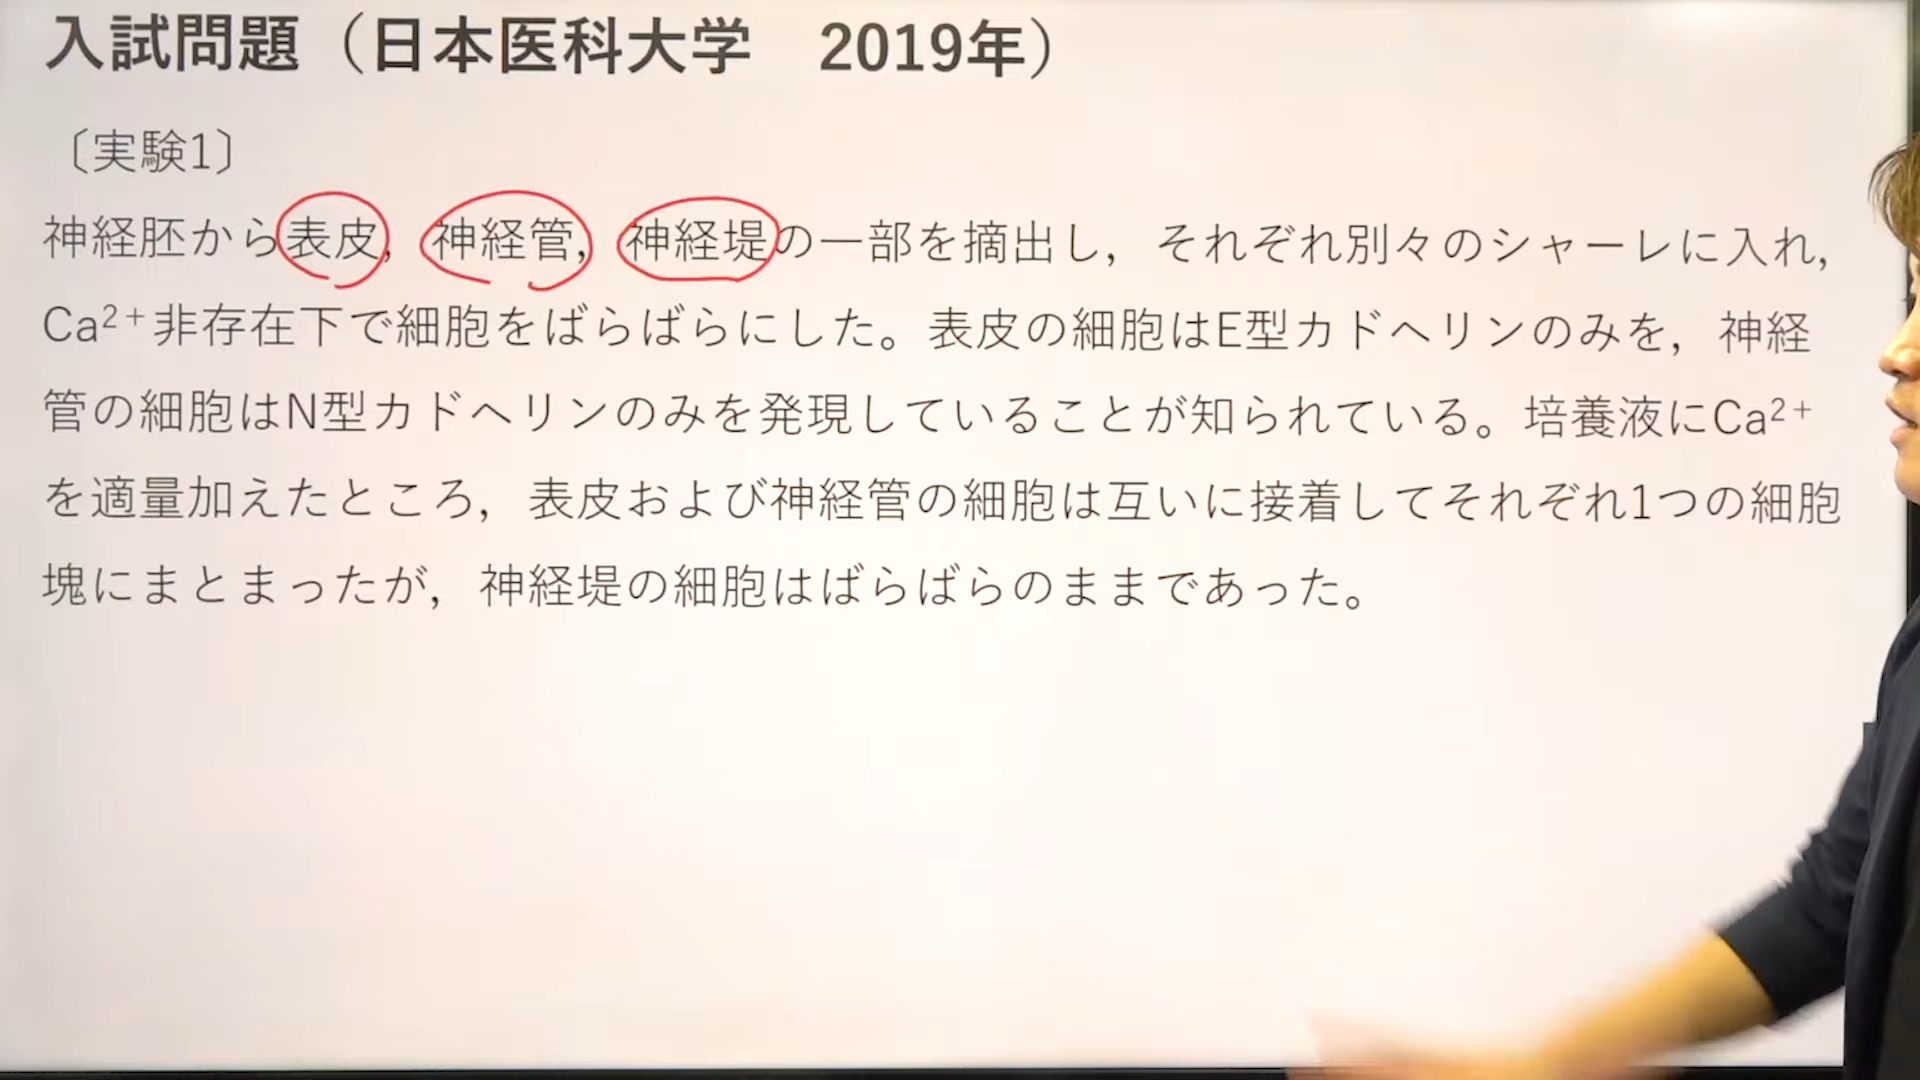 入試問題（日本医科大学　2019年）
〔実験1〕
神経胚から表皮，神経管，神経堤の一部を摘出し，それぞれ別々のシャーレに入れ，
Ca²⁺非存在下で細胞をばらばらにした。表皮の細胞はE型カドヘリンのみを，神経
管の細胞はN型カドヘリンのみを発現していることが知られている。培養液にCa²⁺
を適量加えたところ，表皮および神経管の細胞は互いに接着してそれぞれ1つの細胞
塊にまとまったが，神経堤の細胞はばらばらのままであった。